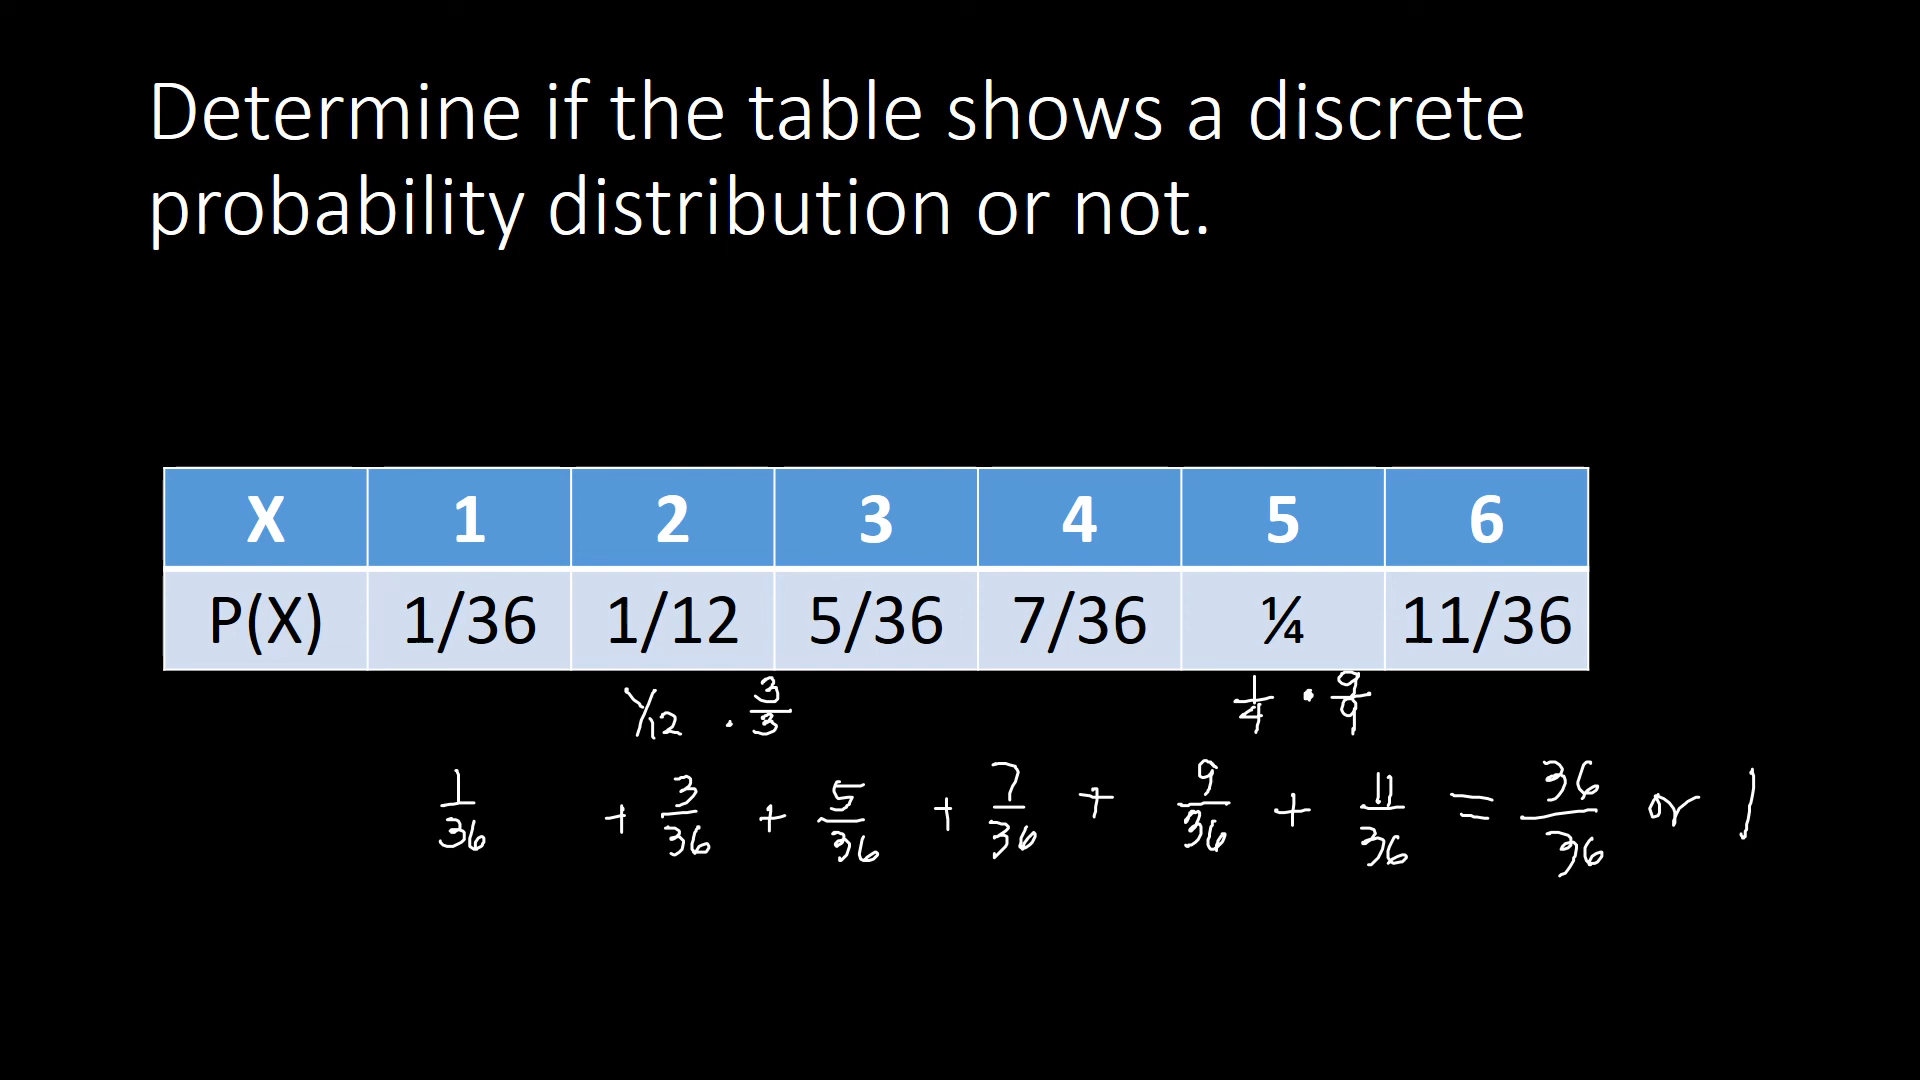 Determine if the table shows a discrete
probability distribution or not.
X 1 2 3 4 5 6
P(X) 1/36 1/12 5/36 7/36 ¼ 11/36
1/12 · 3/3 1/4 · 9/9
1/36 + 3/36 + 5/36 + 7/36 + 9/36 + 11/36 = 36/36 or 1